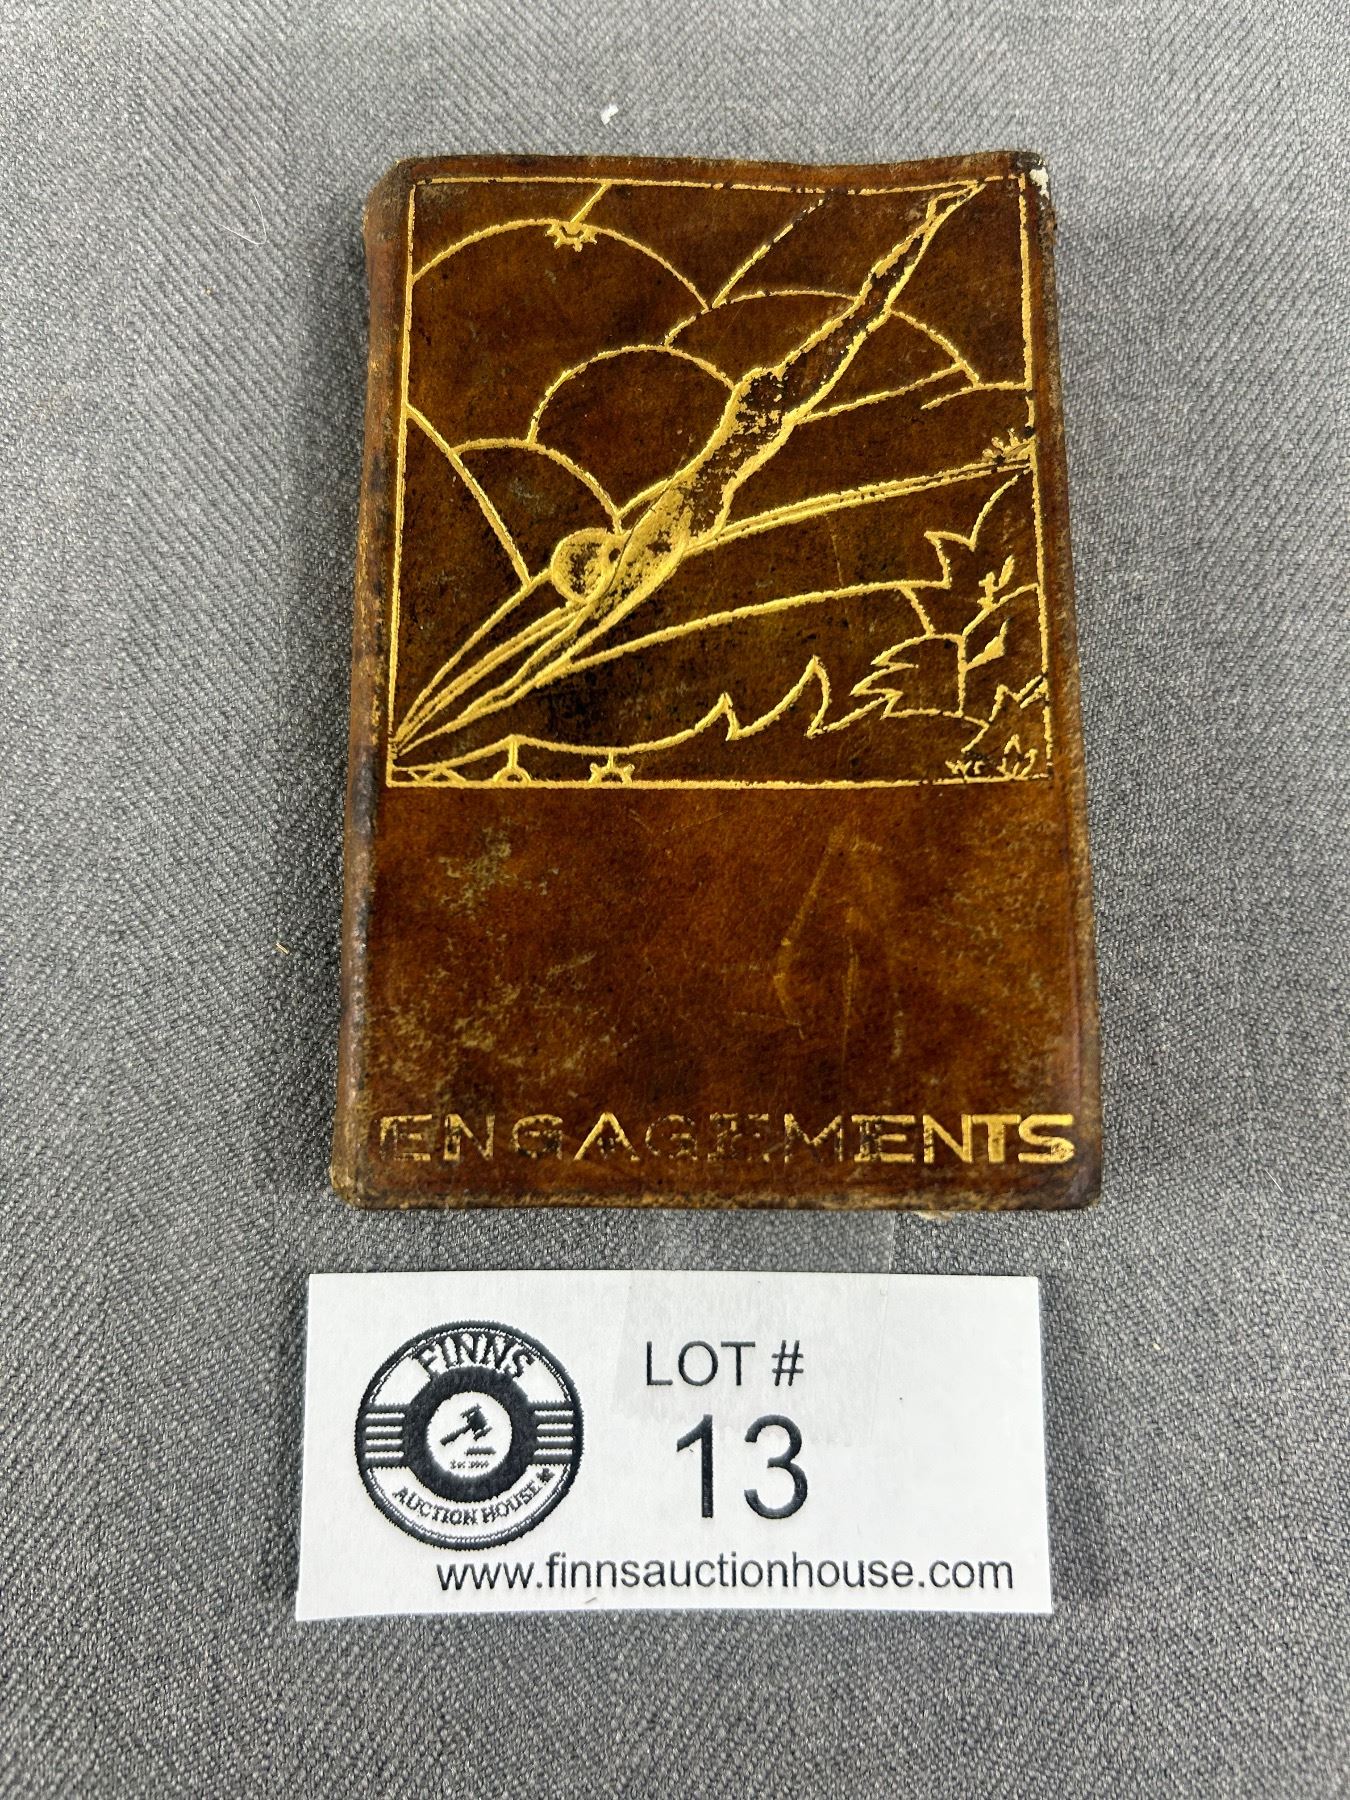 ENGAGEMENTS
FINNS
AUCTION HOUSE
LOT #
13
www.finnsauctionhouse.com